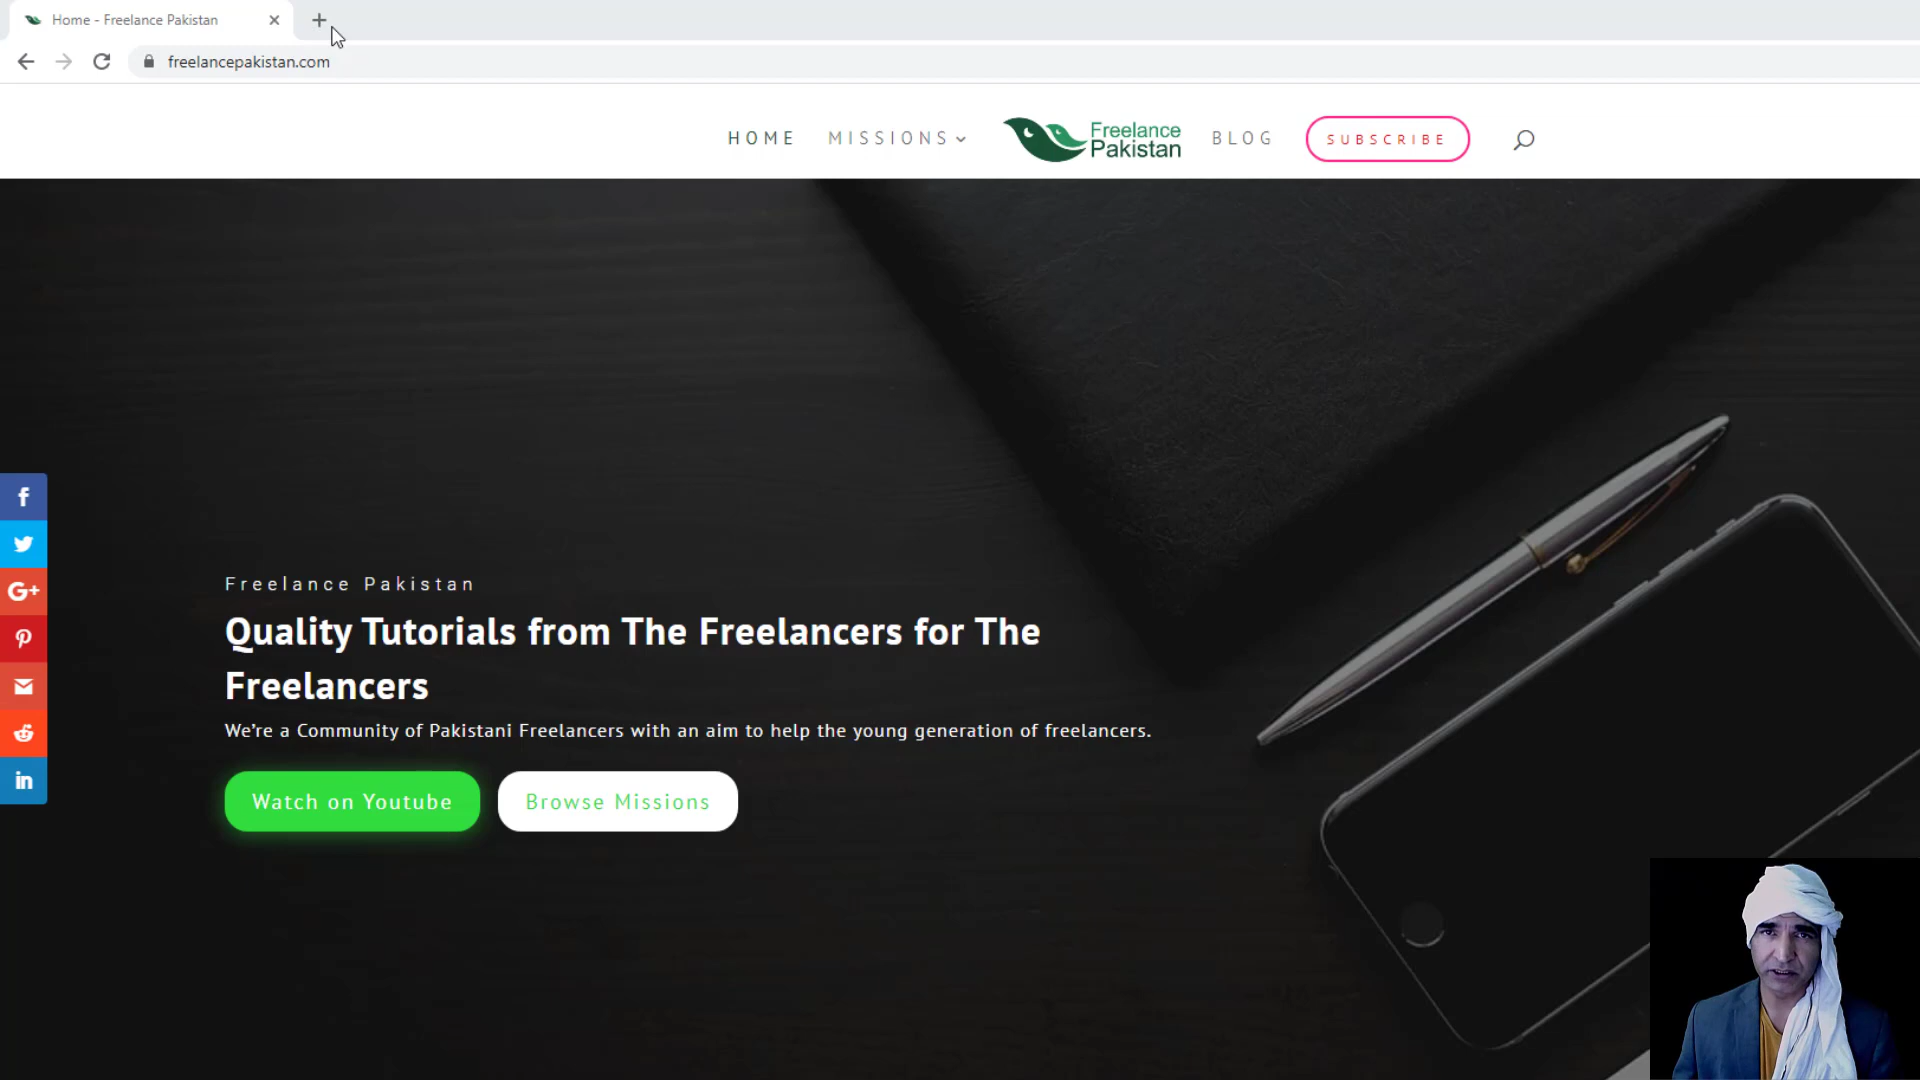 Home - Freelance Pakistan
freelancepakistan.com
HOME
MISSIONS
Freelance
Pakistan
BLOG
SUBSCRIBE
f
G+
in
Freelance Pakistan
Quality Tutorials from The Freelancers for The
Freelancers
We're a Community of Pakistani Freelancers with an aim to help the young generation of freelancers.
Watch on Youtube
Browse Missions